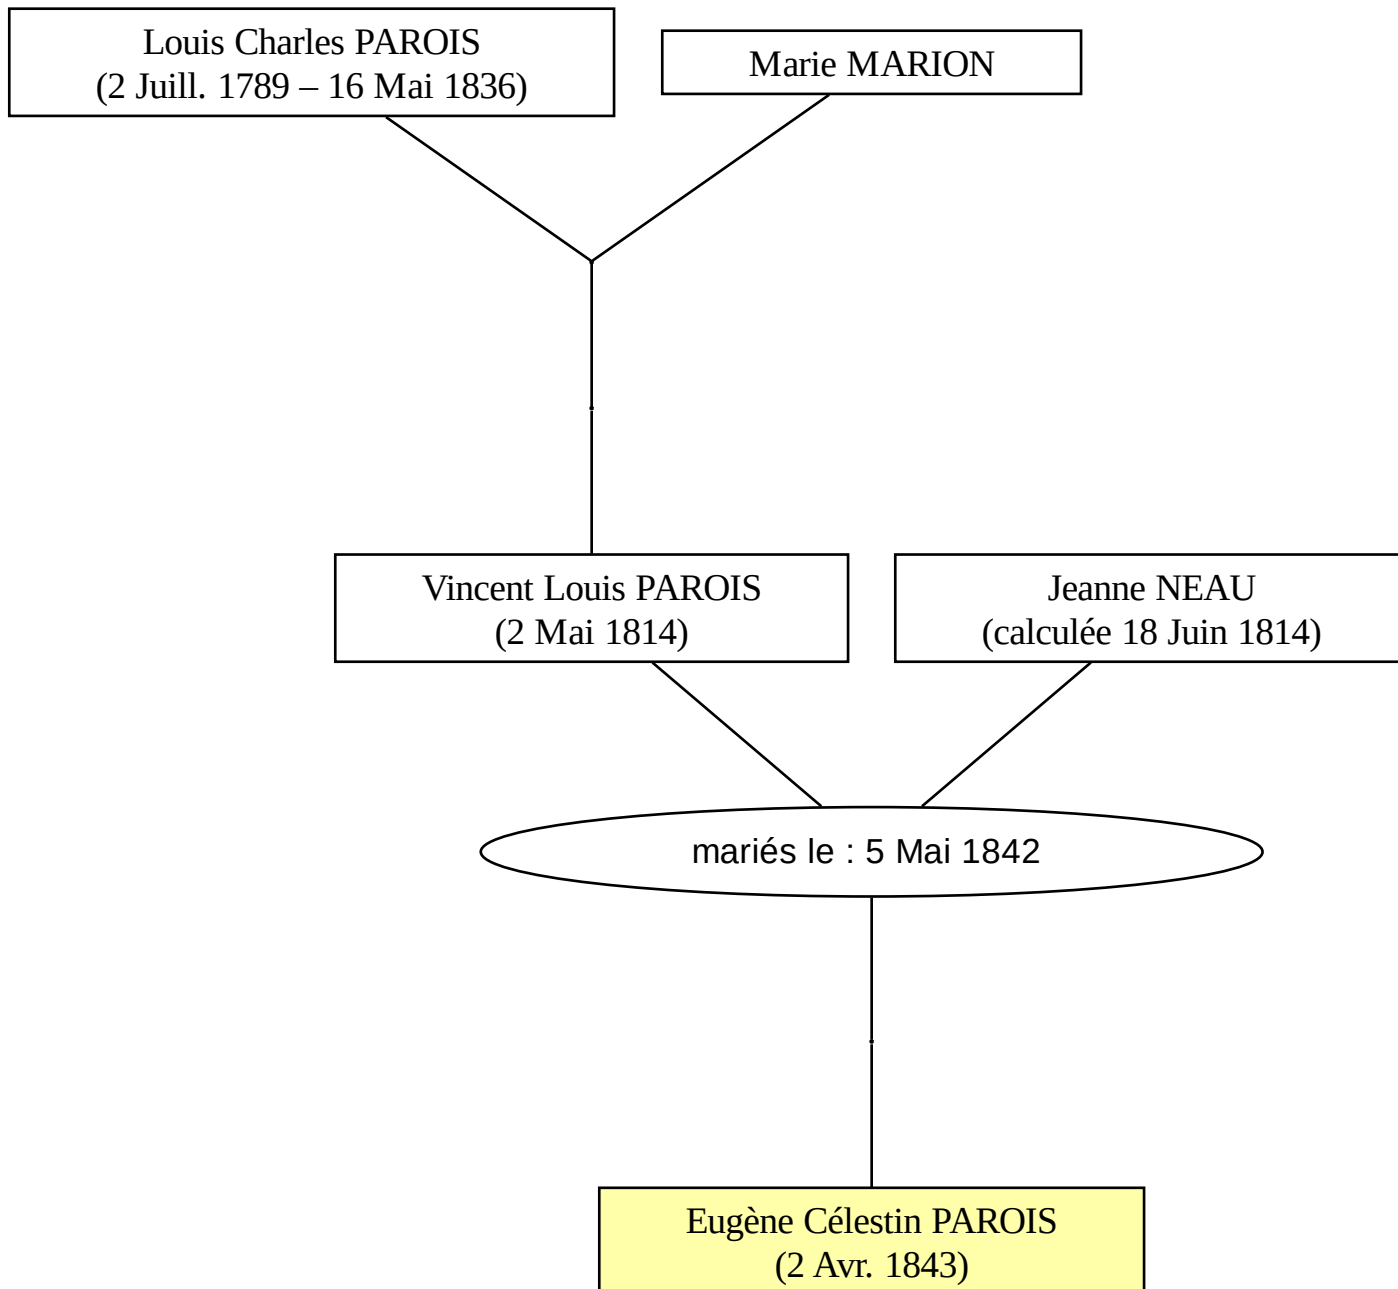 Louis Charles PAROIS
(2 Juill. 1789 – 16 Mai 1836)
Marie MARION
Vincent Louis PAROIS
(2 Mai 1814)
Jeanne NEAU
(calculée 18 Juin 1814)
mariés le : 5 Mai 1842
Eugène Célestin PAROIS
(2 Avr. 1843)